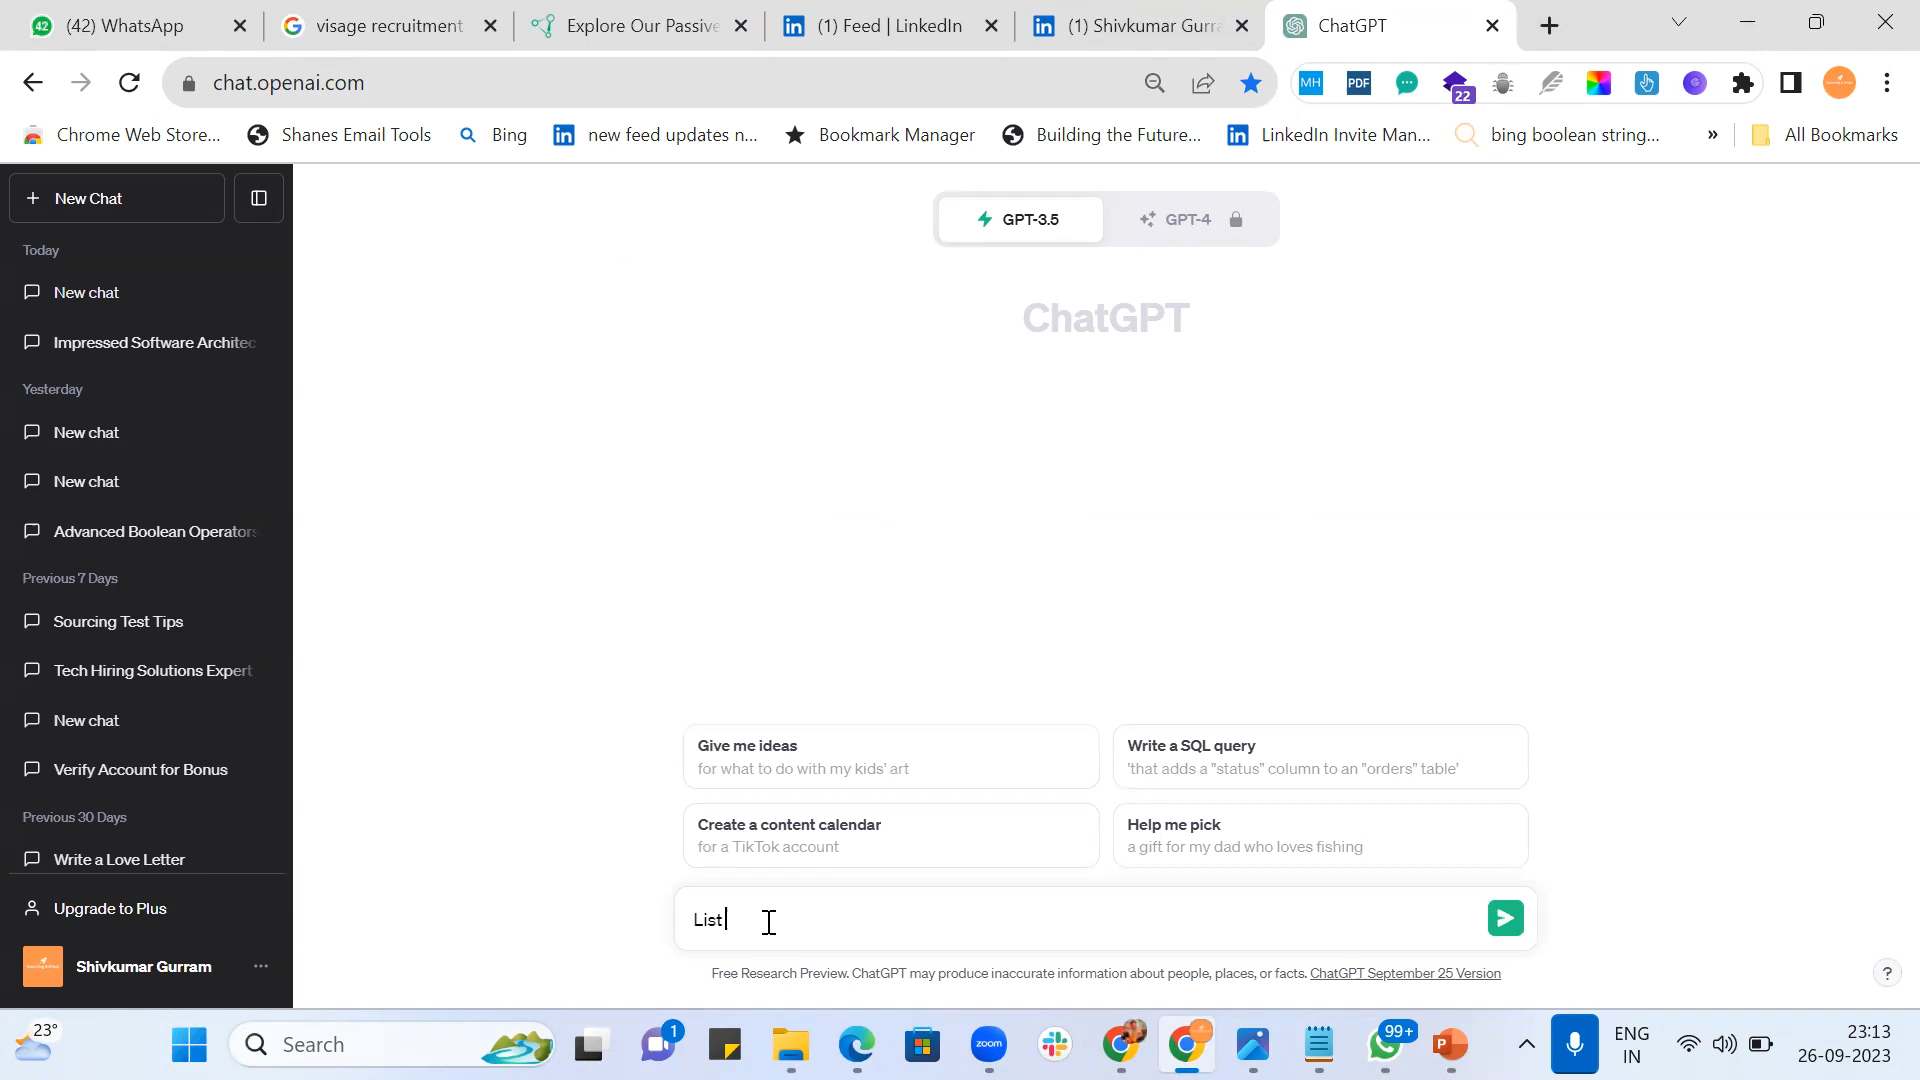 42 (42) WhatsApp
visage recruitment
Explore Our Passive
(1) Feed | LinkedIn
(1) Shivkumar Gurra
ChatGPT
chat.openai.com
MH
PDF
22
Chrome Web Store...
Shanes Email Tools
Bing
new feed updates n...
Bookmark Manager
Building the Future...
LinkedIn Invite Man...
bing boolean string...
»
All Bookmarks
+ New Chat
Today
New chat
Impressed Software Architec
Yesterday
New chat
New chat
Advanced Boolean Operators
Previous 7 Days
Sourcing Test Tips
Tech Hiring Solutions Expert
New chat
Verify Account for Bonus
Previous 30 Days
Write a Love Letter
Upgrade to Plus
Shivkumar Gurram
GPT-3.5
GPT-4
ChatGPT
Give me ideas
for what to do with my kids' art
Write a SQL query
'that adds a "status" column to an "orders" table'
Create a content calendar
for a TikTok account
Help me pick
a gift for my dad who loves fishing
List
Free Research Preview. ChatGPT may produce inaccurate information about people, places, or facts. ChatGPT September 25 Version
?
23°
Search
1
zoom
99+
P
ENG
IN
23:13
26-09-2023